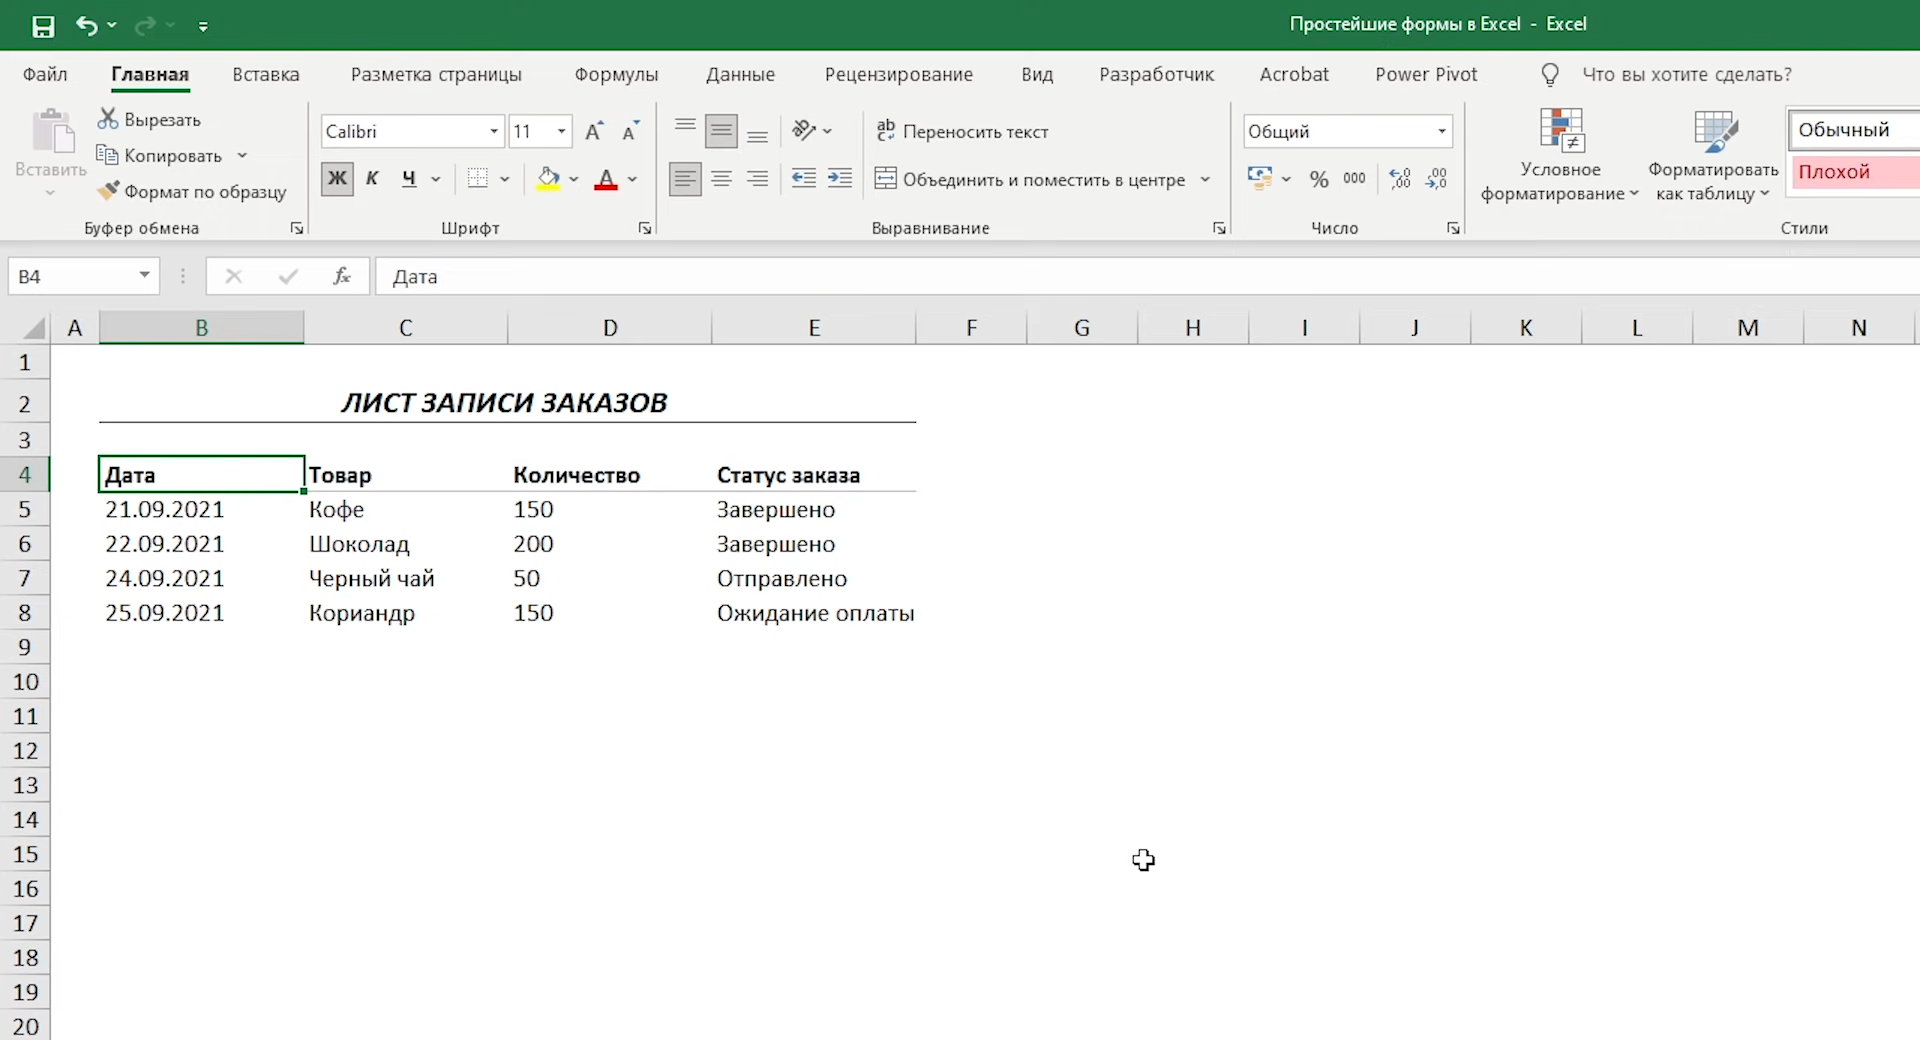 Простейшие формы в Excel - Excel
Файл Главная Вставка Разметка страницы Формулы Данные Рецензирование Вид Разработчик Acrobat Power Pivot Что вы хотите сделать?
Вставить
Вырезать
Копировать
Формат по образцу
Буфер обмена
Calibri 11
Ж К Ч
Шрифт
Переносить текст
Объединить и поместить в центре
Выравнивание
Общий
% 000
Число
Условное форматирование
Форматировать как таблицу
Обычный
Плохой
Стили
B4 fx Дата
A B C D E F G H I J K L M N
1
2 ЛИСТ ЗАПИСИ ЗАКАЗОВ
3
4 Дата Товар Количество Статус заказа
5 21.09.2021 Кофе 150 Завершено
6 22.09.2021 Шоколад 200 Завершено
7 24.09.2021 Черный чай 50 Отправлено
8 25.09.2021 Кориандр 150 Ожидание оплаты
9
10
11
12
13
14
15
16
17
18
19
20